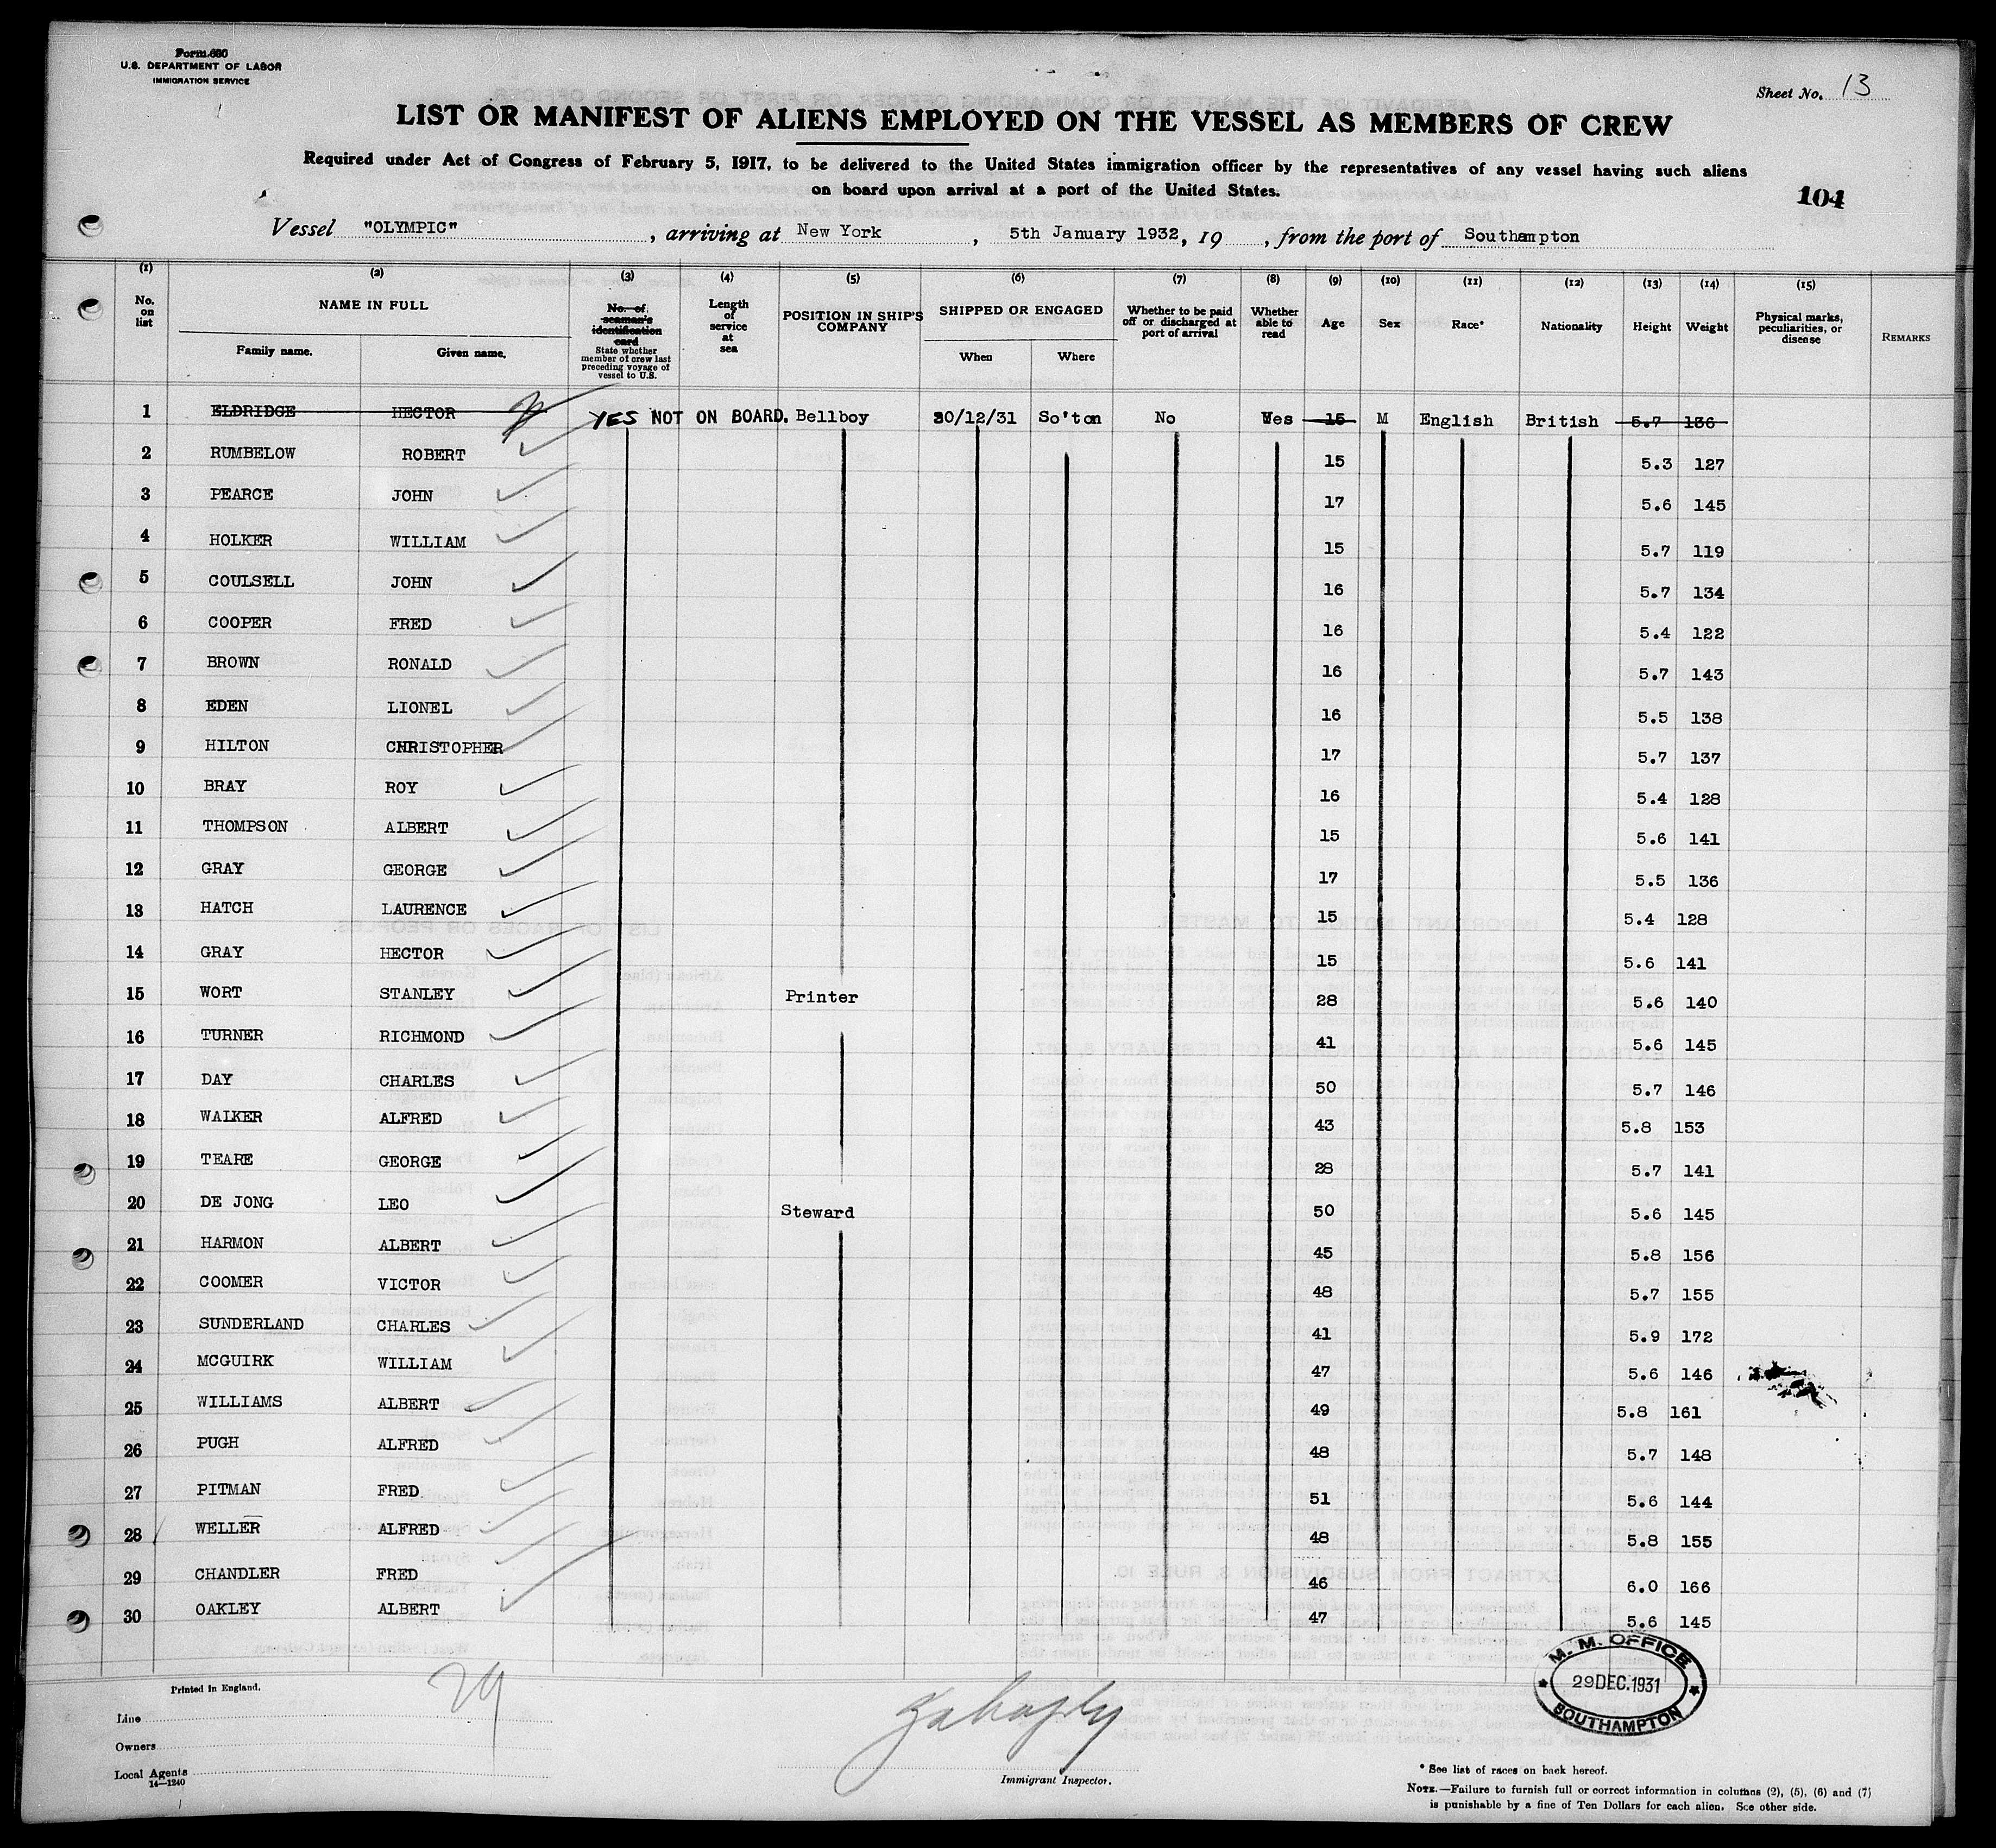 Form 680
U.S. DEPARTMENT OF LABOR
IMMIGRATION SERVICE
Sheet No. 13
LIST OR MANIFEST OF ALIENS EMPLOYED ON THE VESSEL AS MEMBERS OF CREW
Required under Act of Congress of February 5, 1917, to be delivered to the United States immigration officer by the representatives of any vessel having such aliens
on board upon arrival at a port of the United States.
104
Vessel "OLYMPIC", arriving at New York, 5th January 1932, 19 , from the port of Southampton
(1) (2) (3) (4) (5) (6) (7) (8) (9) (10) (11) (12) (13) (14) (15)
No. on list NAME IN FULL Family name. Given name. No. of seaman's identification card State whether member of crew last preceding voyage of vessel to U.S. Length of service at sea POSITION IN SHIP'S COMPANY SHIPPED OR ENGAGED When Where Whether to be paid off or discharged at port of arrival Whether able to read Age Sex Race* Nationality Height Weight Physical marks, peculiarities, or disease REMARKS
1 ELDRIDGE HECTOR YES NOT ON BOARD. Bellboy 30/12/31 So'ton No Yes 15 M English British 5.7 136
2 RUMBELOW ROBERT 15 5.3 127
3 PEARCE JOHN 17 5.6 145
4 HOLKER WILLIAM 15 5.7 119
5 COULSELL JOHN 16 5.7 134
6 COOPER FRED 16 5.4 122
7 BROWN RONALD 16 5.7 143
8 EDEN LIONEL 16 5.5 138
9 HILTON CHRISTOPHER 17 5.7 137
10 BRAY ROY 16 5.4 128
11 THOMPSON ALBERT 15 5.6 141
12 GRAY GEORGE 17 5.5 136
13 HATCH LAURENCE 15 5.4 128
14 GRAY HECTOR 15 5.6 141
15 WORT STANLEY Printer 28 5.6 140
16 TURNER RICHMOND 41 5.6 145
17 DAY CHARLES 50 5.7 146
18 WALKER ALFRED 43 5.8 153
19 TEARE GEORGE 28 5.7 141
20 DE JONG LEO Steward 50 5.6 145
21 HARMON ALBERT 45 5.8 156
22 COOMER VICTOR 48 5.7 155
23 SUNDERLAND CHARLES 41 5.9 172
24 MCGUIRK WILLIAM 47 5.6 146
25 WILLIAMS ALBERT 49 5.8 161
26 PUGH ALFRED 48 5.7 148
27 PITMAN FRED 51 5.6 144
28 WELLER ALFRED 48 5.8 155
29 CHANDLER FRED 46 6.0 166
30 OAKLEY ALBERT 47 5.6 145
M. M. OFFICE
29 DEC. 1931
SOUTHAMPTON
Printed in England.
29
Line
Owners
Local Agents
14—1240
Immigrant Inspector.
* See list of races on back hereof.
NOTE.—Failure to furnish full or correct information in columns (2), (5), (6) and (7)
is punishable by a fine of Ten Dollars for each alien. See other side.